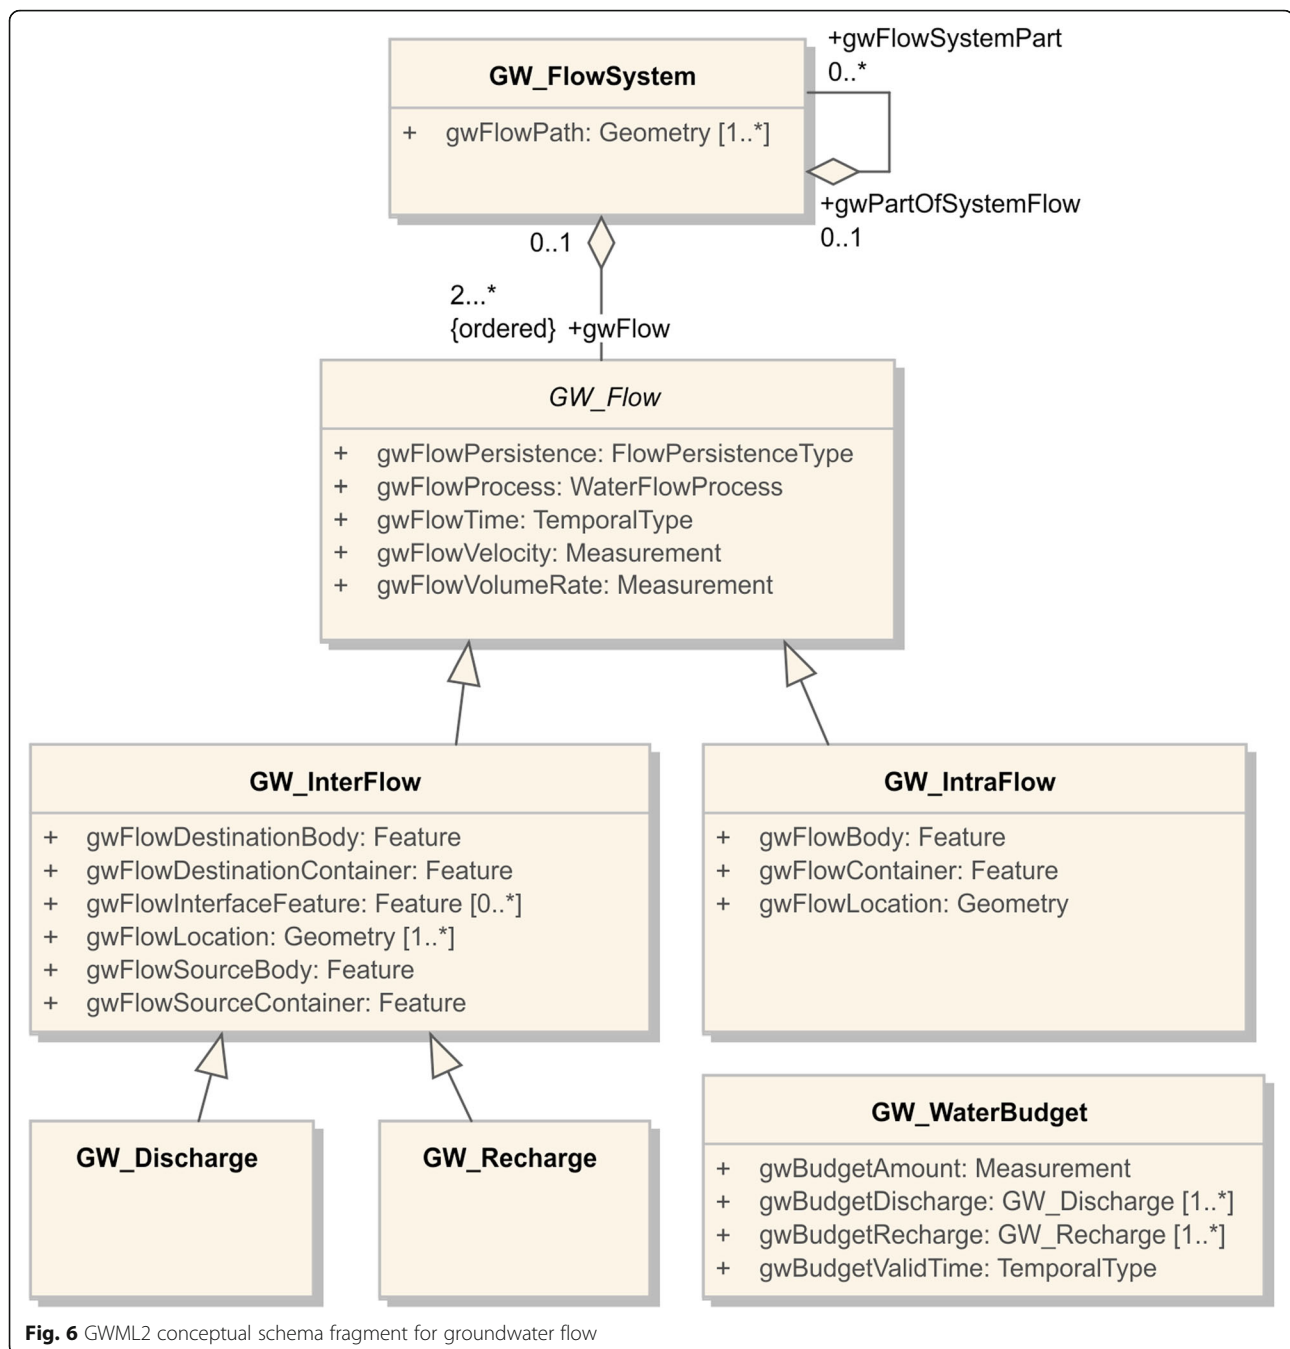 +gwFlowSystemPart
0..*
GW_FlowSystem
+ gwFlowPath: Geometry [1..*]
+gwPartOfSystemFlow
0..1
0..1
2...*
{ordered} +gwFlow
GW_Flow
+ gwFlowPersistence: FlowPersistenceType
+ gwFlowProcess: WaterFlowProcess
+ gwFlowTime: TemporalType
+ gwFlowVelocity: Measurement
+ gwFlowVolumeRate: Measurement
GW_InterFlow
+ gwFlowDestinationBody: Feature
+ gwFlowDestinationContainer: Feature
+ gwFlowInterfaceFeature: Feature [0..*]
+ gwFlowLocation: Geometry [1..*]
+ gwFlowSourceBody: Feature
+ gwFlowSourceContainer: Feature
GW_IntraFlow
+ gwFlowBody: Feature
+ gwFlowContainer: Feature
+ gwFlowLocation: Geometry
GW_Discharge
GW_Recharge
GW_WaterBudget
+ gwBudgetAmount: Measurement
+ gwBudgetDischarge: GW_Discharge [1..*]
+ gwBudgetRecharge: GW_Recharge [1..*]
+ gwBudgetValidTime: TemporalType
Fig. 6 GWML2 conceptual schema fragment for groundwater flow